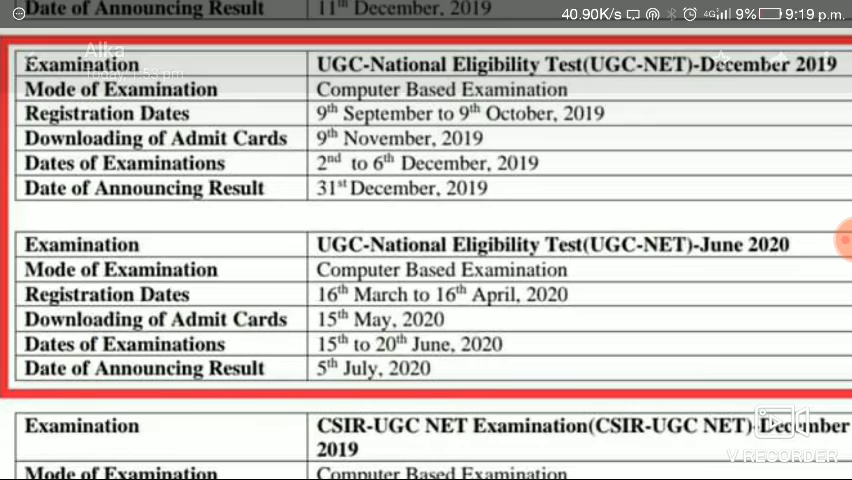 Date of Announcing Result 11th December, 2019
40.90K/s 4G 9% 9:19 p.m.
Alka
Today, 1:53 pm
Examination UGC-National Eligibility Test(UGC-NET)-December 2019
Mode of Examination Computer Based Examination
Registration Dates 9th September to 9th October, 2019
Downloading of Admit Cards 9th November, 2019
Dates of Examinations 2nd to 6th December, 2019
Date of Announcing Result 31st December, 2019
Examination UGC-National Eligibility Test(UGC-NET)-June 2020
Mode of Examination Computer Based Examination
Registration Dates 16th March to 16th April, 2020
Downloading of Admit Cards 15th May, 2020
Dates of Examinations 15th to 20th June, 2020
Date of Announcing Result 5th July, 2020
Examination CSIR-UGC NET Examination(CSIR-UGC NET)-December
2019
Mode of Examination Computer Based Examination
V RECORDER